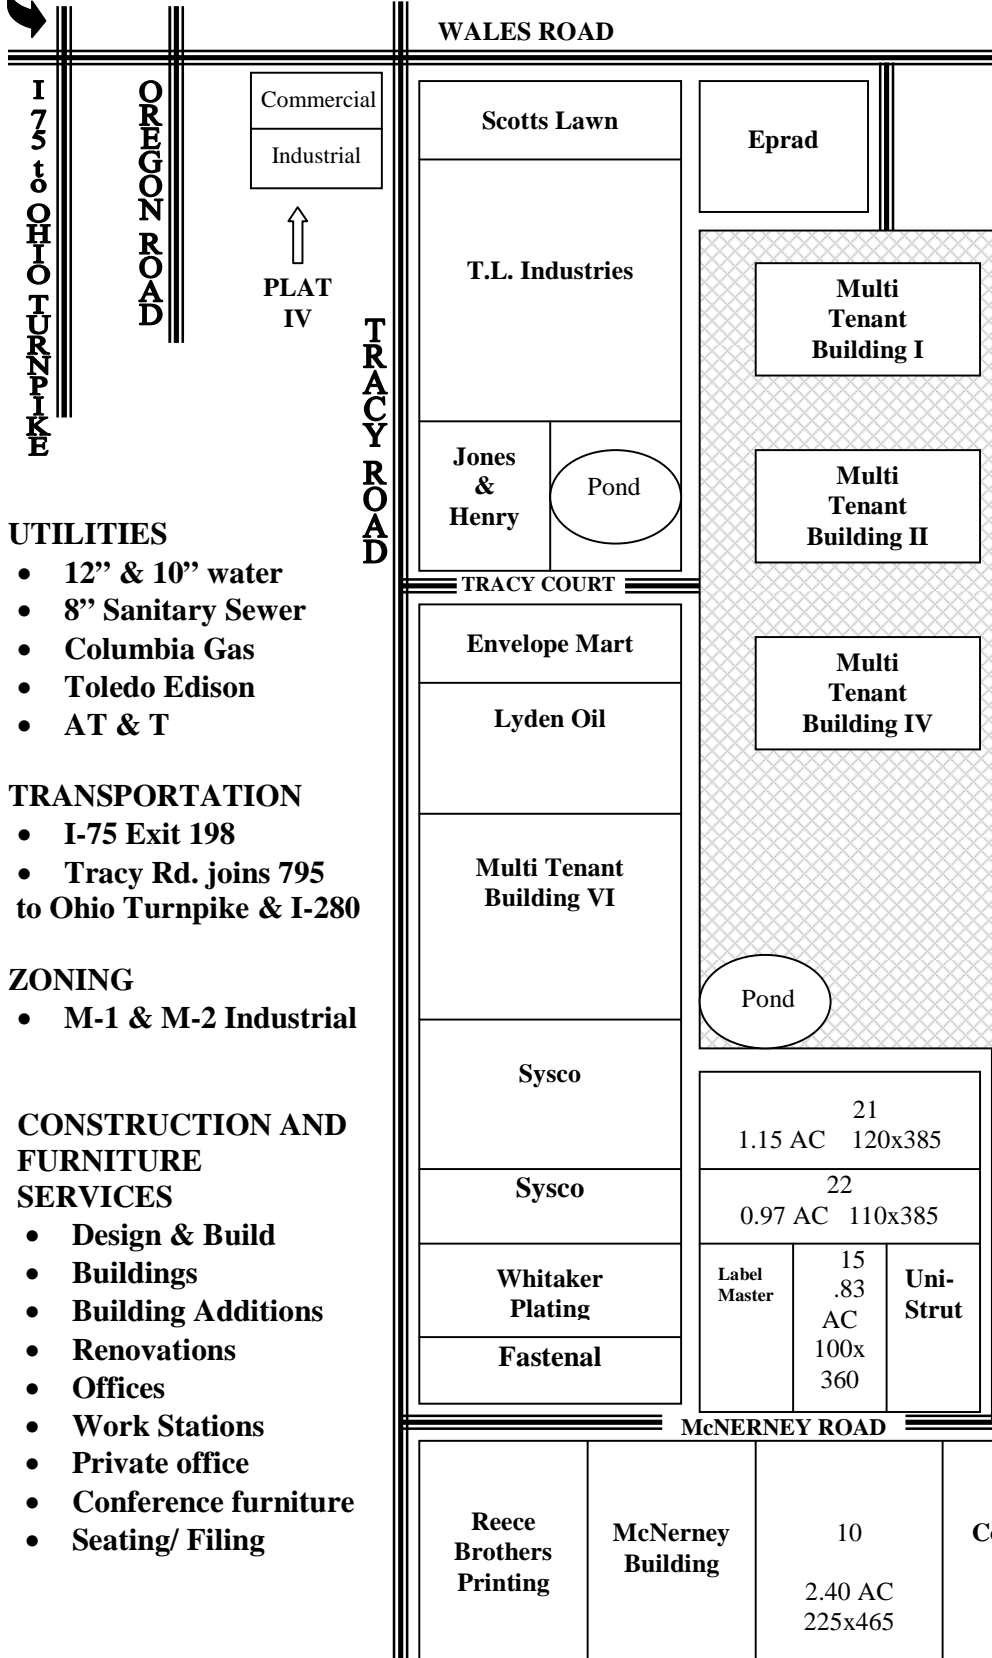 WALES ROAD
I 75 to OHIO TURNPIKE
OREGON ROAD
Commercial
Industrial
PLAT
IV
TRACY ROAD
Scotts Lawn
T.L. Industries
Jones
&
Henry
Pond
Eprad
Multi
Tenant
Building I
Multi
Tenant
Building II
Multi
Tenant
Building IV
Pond
TRACY COURT
Envelope Mart
Lyden Oil
Multi Tenant
Building VI
Sysco
Sysco
Whitaker
Plating
Fastenal
21
1.15 AC 120x385
22
0.97 AC 110x385
Label
Master
15
.83
AC
100x
360
Uni-
Strut
McNERNEY ROAD
Reece
Brothers
Printing
McNerney
Building
10
2.40 AC
225x465
UTILITIES
• 12” & 10” water
• 8” Sanitary Sewer
• Columbia Gas
• Toledo Edison
• AT & T
TRANSPORTATION
• I-75 Exit 198
• Tracy Rd. joins 795
to Ohio Turnpike & I-280
ZONING
• M-1 & M-2 Industrial
CONSTRUCTION AND
FURNITURE
SERVICES
• Design & Build
• Buildings
• Building Additions
• Renovations
• Offices
• Work Stations
• Private office
• Conference furniture
• Seating/ Filing